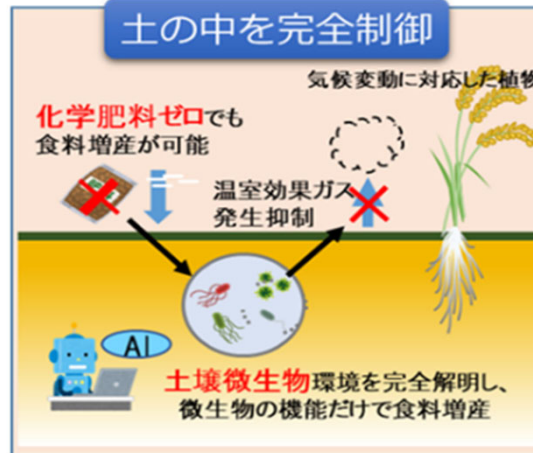 土の中を完全制御
気候変動に対応した植物
化学肥料ゼロでも
食料増産が可能
温室効果ガス
発生抑制
AI
土壌微生物環境を完全解明し、
微生物の機能だけで食料増産